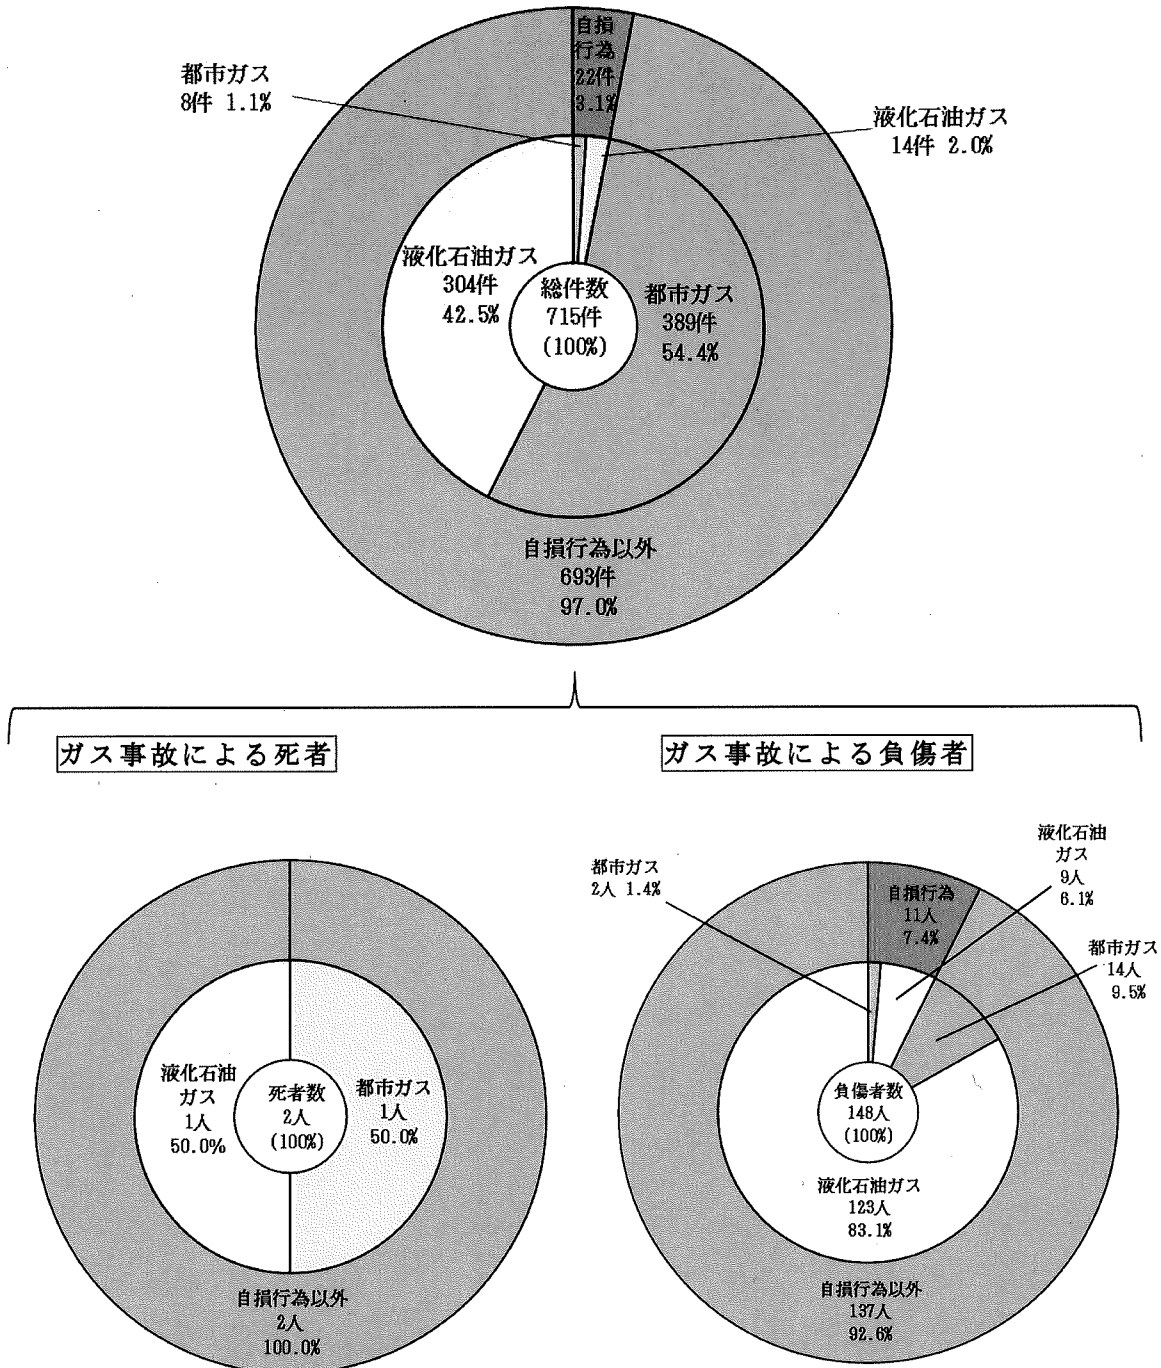 自損
行為
22件
3.1%
都市ガス
8件 1.1%
液化石油ガス
14件 2.0%
液化石油ガス
304件
42.5%
総件数
715件
(100%)
都市ガス
389件
54.4%
自損行為以外
693件
97.0%
ガス事故による死者
ガス事故による負傷者
液化石油
ガス
1人
50.0%
死者数
2人
(100%)
都市ガス
1人
50.0%
自損行為以外
2人
100.0%
都市ガス
2人 1.4%
自損行為
11人
7.4%
液化石油
ガス
9人
6.1%
都市ガス
14人
9.5%
負傷者数
148人
(100%)
液化石油ガス
123人
83.1%
自損行為以外
137人
92.6%